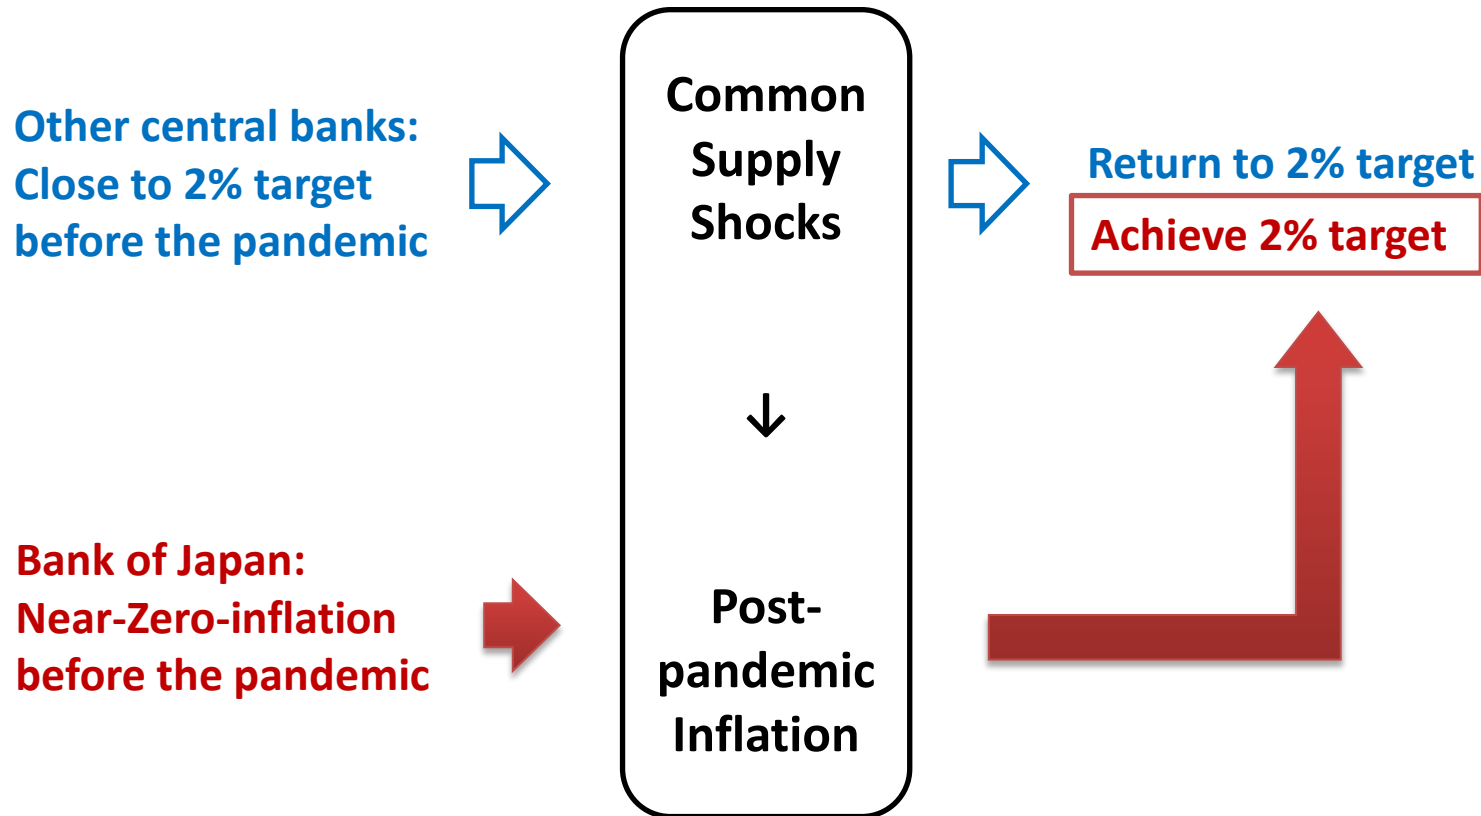 Other central banks:
Close to 2% target
before the pandemic
Common
Supply
Shocks
↓
Post-
pandemic
Inflation
Return to 2% target
Achieve 2% target
Bank of Japan:
Near-Zero-inflation
before the pandemic